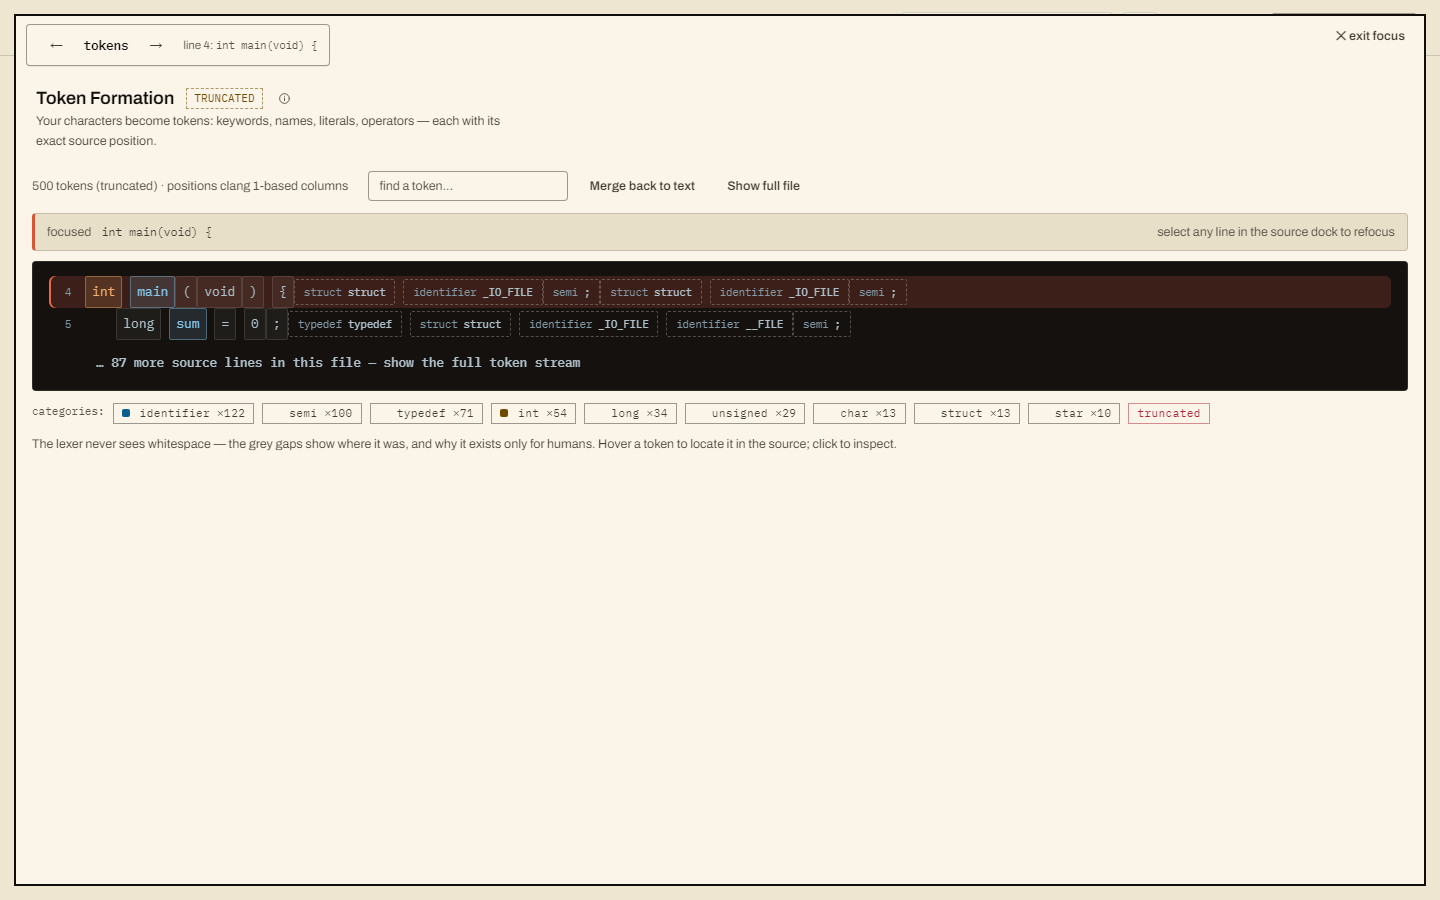 ← tokens → line 4: int main(void) {
exit focus
Token Formation TRUNCATED
Your characters become tokens: keywords, names, literals, operators — each with its
exact source position.
500 tokens (truncated) · positions clang 1-based columns find a token... Merge back to text Show full file
focused int main(void) { select any line in the source dock to refocus
4 int main ( void ) { struct struct identifier _IO_FILE semi ; struct struct identifier _IO_FILE semi ;
5 long sum = 0 ; typedef typedef struct struct identifier _IO_FILE identifier __FILE semi ;
… 87 more source lines in this file — show the full token stream
categories: identifier ×122 semi ×100 typedef ×71 int ×54 long ×34 unsigned ×29 char ×13 struct ×13 star ×10 truncated
The lexer never sees whitespace — the grey gaps show where it was, and why it exists only for humans. Hover a token to locate it in the source; click to inspect.